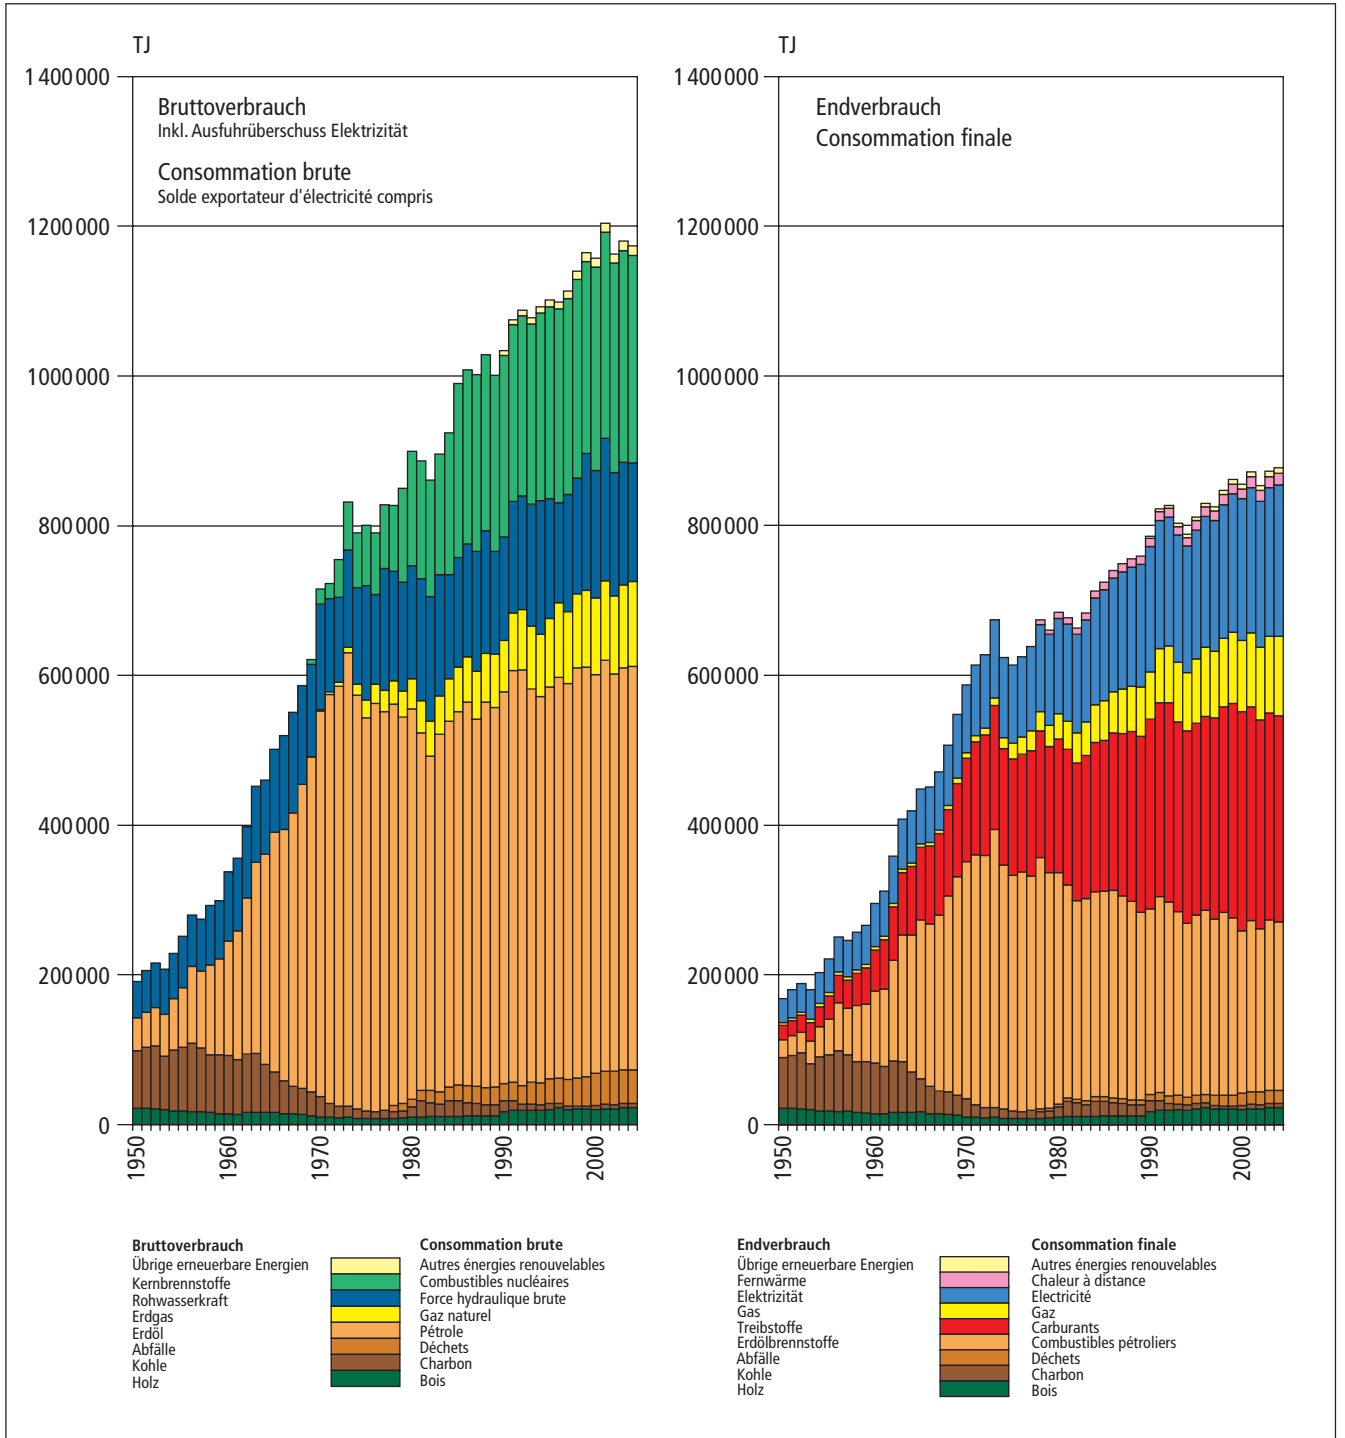 TJ
1 400 000
1200 000
1000 000
800 000
600 000
400 000
200 000
0
Bruttoverbrauch
Inkl. Ausfuhrüberschuss Elektrizität
Consommation brute
Solde exportateur d'électricité compris
1950
1960
1970
1980
1990
2000
TJ
1 400 000
1200 000
1000 000
800 000
600 000
400 000
200 000
0
Endverbrauch
Consommation finale
1950
1960
1970
1980
1990
2000
Bruttoverbrauch
Übrige erneuerbare Energien
Kernbrennstoffe
Rohwasserkraft
Erdgas
Erdöl
Abfälle
Kohle
Holz
Consommation brute
Autres énergies renouvelables
Combustibles nucléaires
Force hydraulique brute
Gaz naturel
Pétrole
Déchets
Charbon
Bois
Endverbrauch
Übrige erneuerbare Energien
Fernwärme
Elektrizität
Gas
Treibstoffe
Erdölbrennstoffe
Abfälle
Kohle
Holz
Consommation finale
Autres énergies renouvelables
Chaleur à distance
Electricité
Gaz
Carburants
Combustibles pétroliers
Déchets
Charbon
Bois